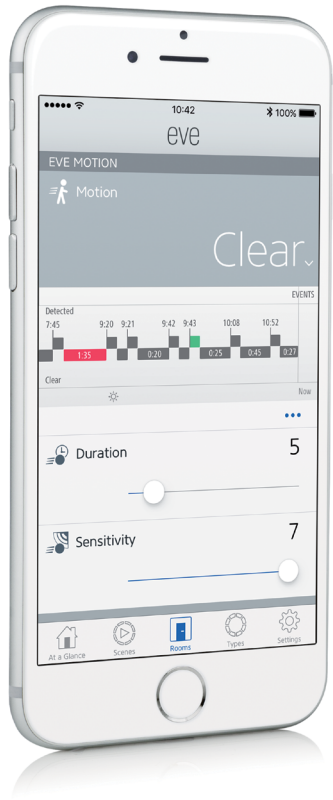 10:42
100%
eve
EVE MOTION
Motion
Clear
EVENTS
Detected
7:45 9:20 9:21 9:42 9:43 10:08 10:52
1:35 0:20 0:25 0:45 0:27
Clear
Now
Duration 5
Sensitivity 7
At a Glance Scenes Rooms Types Settings